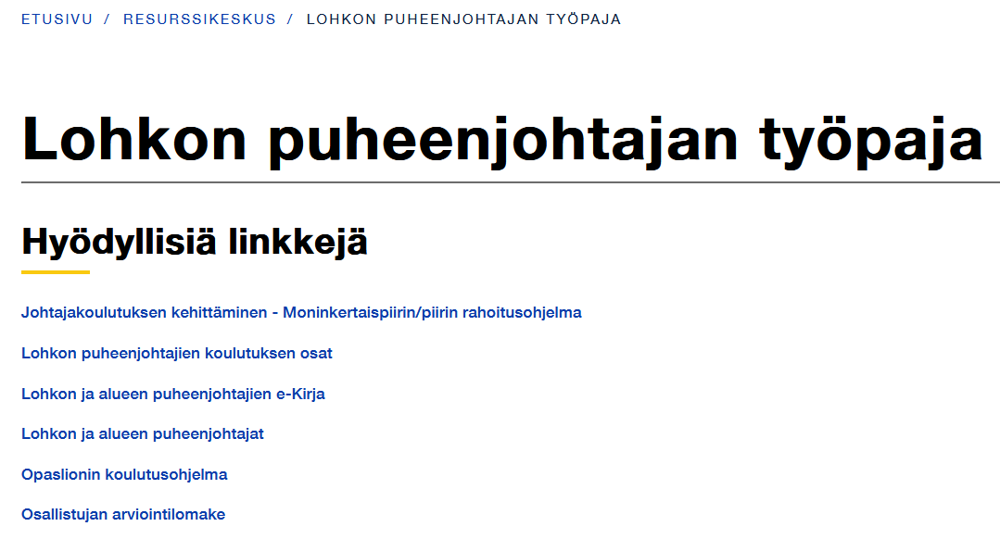 ETUSIVU / RESURSSIKESKUS / LOHKON PUHEENJOHTAJAN TYÖPAJA
Lohkon puheenjohtajan työpaja
Hyödyllisiä linkkejä
Johtajakoulutuksen kehittäminen - Moninkertaispiirin/piirin rahoitusohjelma
Lohkon puheenjohtajien koulutuksen osat
Lohkon ja alueen puheenjohtajien e-Kirja
Lohkon ja alueen puheenjohtajat
Opaslionin koulutusohjelma
Osallistujan arviointilomake